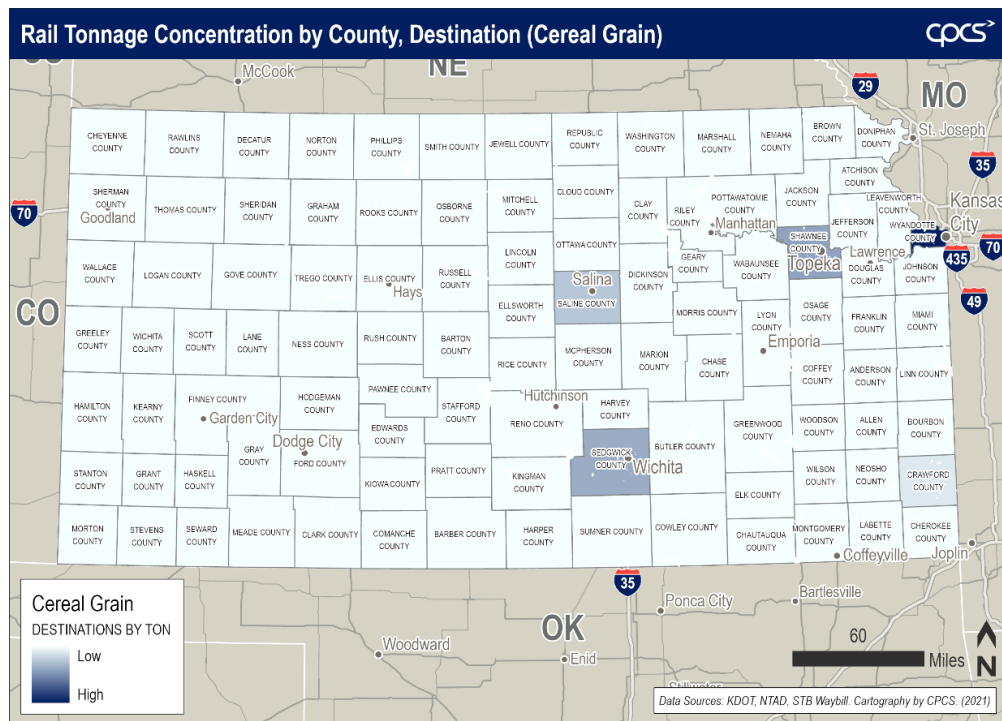 Rail Tonnage Concentration by County, Destination (Cereal Grain)
cpcs
McCook
NE
29
MO
St. Joseph
35
CHEYENNE
COUNTY
RAWLINS
COUNTY
DECATUR
COUNTY
NORTON
COUNTY
PHILLIPS
COUNTY
SMITH COUNTY
JEWELL COUNTY
REPUBLIC
COUNTY
WASHINGTON
COUNTY
MARSHALL
COUNTY
NEMAHA
COUNTY
BROWN
COUNTY
DONIPHAN
COUNTY
ATCHISON
COUNTY
70
SHERMAN
COUNTY
Goodland
THOMAS COUNTY
SHERIDAN
COUNTY
GRAHAM
COUNTY
ROOKS COUNTY
OSBORNE
COUNTY
MITCHELL
COUNTY
CLOUD COUNTY
CLAY
COUNTY
RILEY
COUNTY
POTTAWATOMIE
COUNTY
Manhattan
JACKSON
COUNTY
JEFFERSON
COUNTY
LEAVENWORTH
COUNTY
WYANDOTTE
COUNTY
Kansas
City
70
435
WALLACE
COUNTY
LOGAN COUNTY
GOVE COUNTY
TREGO COUNTY
ELLIS COUNTY
Hays
RUSSELL
COUNTY
LINCOLN
COUNTY
OTTAWA COUNTY
Salina
SALINE COUNTY
DICKINSON
COUNTY
GEARY
COUNTY
WABAUNSEE
COUNTY
SHAWNEE
COUNTY
Topeka
Lawrence
DOUGLAS
COUNTY
JOHNSON
COUNTY
49
CO
GREELEY
COUNTY
WICHITA
COUNTY
SCOTT
COUNTY
LANE
COUNTY
NESS COUNTY
RUSH COUNTY
BARTON
COUNTY
ELLSWORTH
COUNTY
RICE COUNTY
MCPHERSON
COUNTY
MARION
COUNTY
MORRIS COUNTY
CHASE
COUNTY
LYON
COUNTY
Emporia
OSAGE
COUNTY
COFFEY
COUNTY
FRANKLIN
COUNTY
MIAMI
COUNTY
ANDERSON
COUNTY
LINN COUNTY
HAMILTON
COUNTY
KEARNY
COUNTY
FINNEY COUNTY
Garden City
HODGEMAN
COUNTY
PAWNEE COUNTY
STAFFORD
COUNTY
Hutchinson
RENO COUNTY
HARVEY
COUNTY
BUTLER COUNTY
GREENWOOD
COUNTY
WOODSON
COUNTY
ALLEN
COUNTY
BOURBON
COUNTY
STANTON
COUNTY
GRANT
COUNTY
HASKELL
COUNTY
GRAY
COUNTY
Dodge City
FORD COUNTY
EDWARDS
COUNTY
KIOWA COUNTY
PRATT COUNTY
KINGMAN
COUNTY
SEDGWICK
COUNTY
Wichita
ELK COUNTY
WILSON
COUNTY
NEOSHO
COUNTY
CRAWFORD
COUNTY
MORTON
COUNTY
STEVENS
COUNTY
SEWARD
COUNTY
MEADE COUNTY
CLARK COUNTY
COMANCHE
COUNTY
BARBER COUNTY
HARPER
COUNTY
SUMNER COUNTY
COWLEY COUNTY
CHAUTAUQUA
COUNTY
MONTGOMERY
COUNTY
LABETTE
COUNTY
CHEROKEE
COUNTY
Coffeyville
Joplin
35
Ponca City
Bartlesville
OK
Woodward
Enid
60
Miles
N
Cereal Grain
DESTINATIONS BY TON
Low
High
Data Sources: KDOT, NTAD, STB Waybill. Cartography by CPCS. (2021)